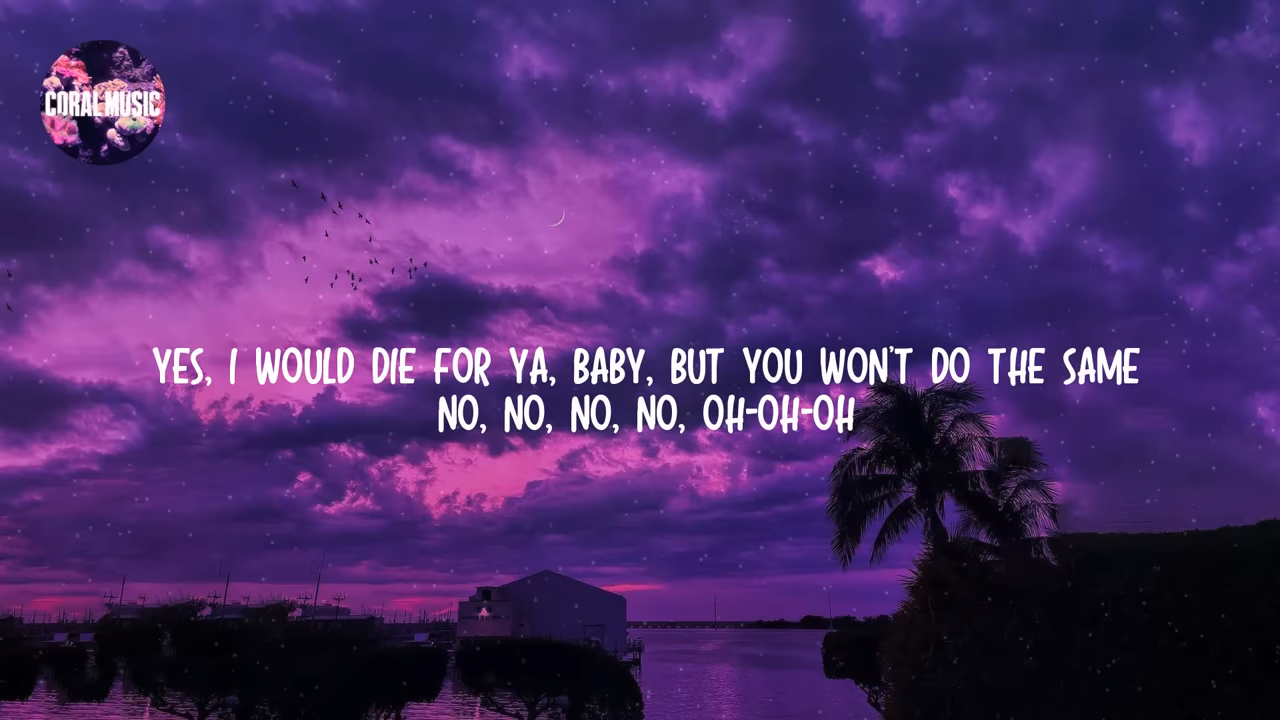 CORAL MUSIC
YES, I WOULD DIE FOR YA, BABY, BUT YOU WON'T DO THE SAME
NO, NO, NO, NO, OH-OH-OH